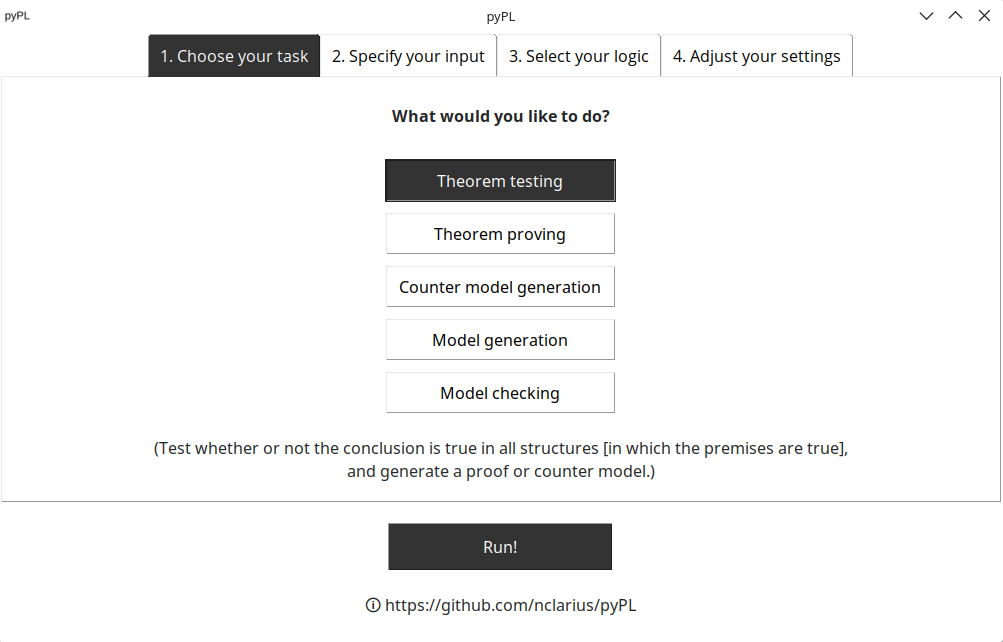 pyPL
pyPL
1. Choose your task
2. Specify your input
3. Select your logic
4. Adjust your settings
What would you like to do?
Theorem testing
Theorem proving
Counter model generation
Model generation
Model checking
(Test whether or not the conclusion is true in all structures [in which the premises are true],
and generate a proof or counter model.)
Run!
https://github.com/nclarius/pyPL